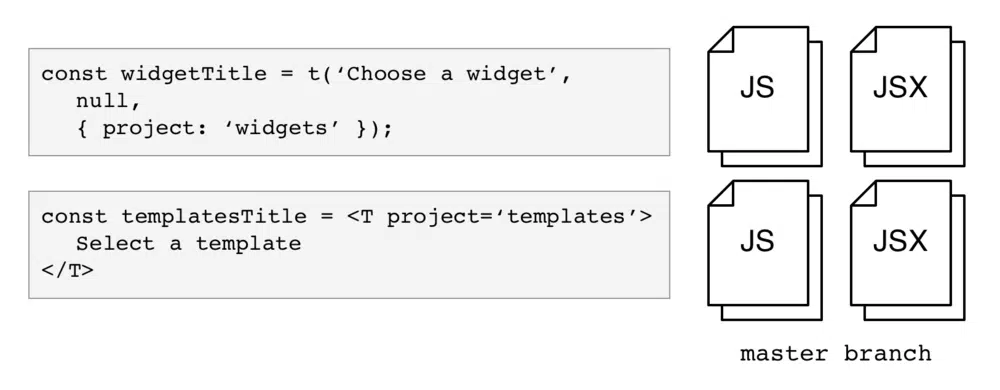 const widgetTitle = t(‘Choose a widget’,
null,
{ project: ‘widgets’ });
const templatesTitle = <T project=‘templates’>
Select a template
</T>
JS
JSX
JS
JSX
master branch